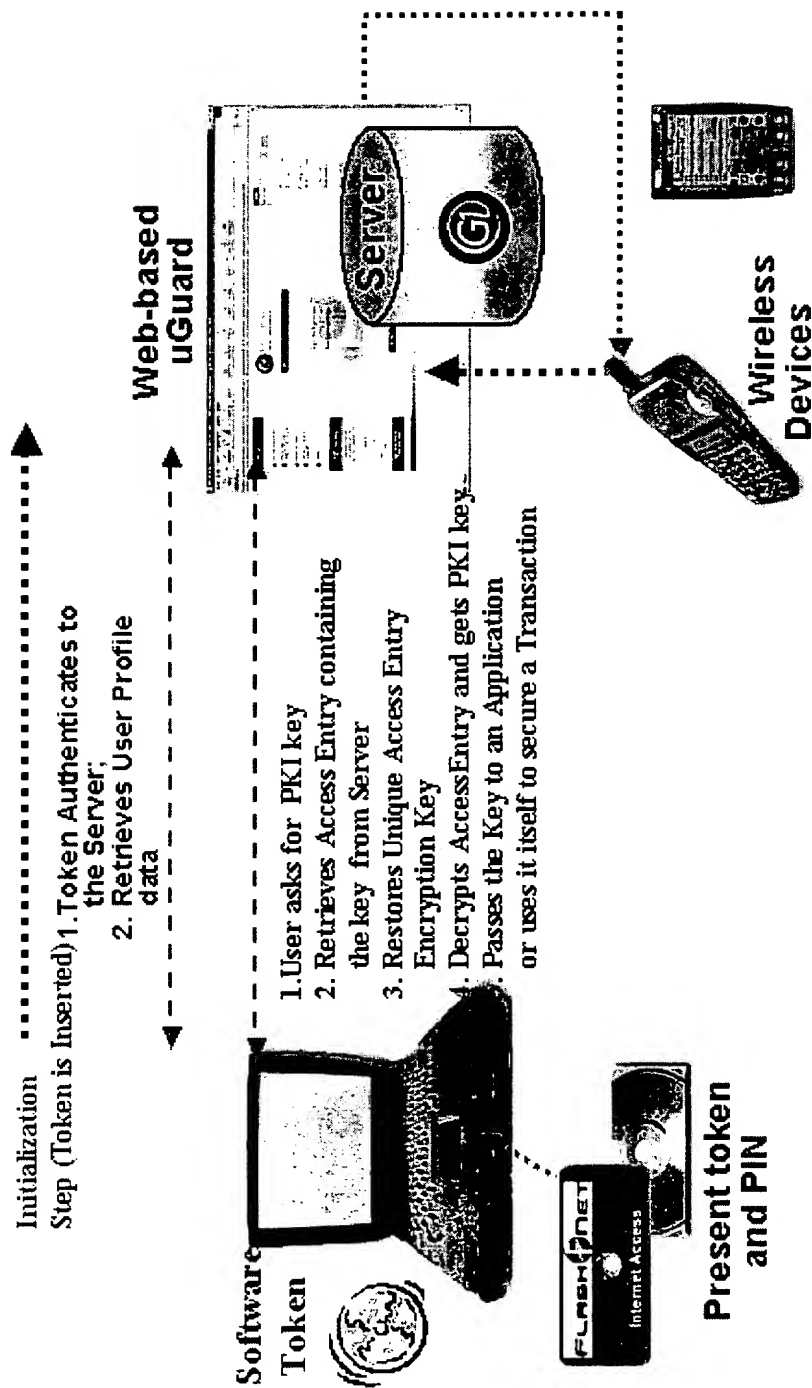 Initialization
Step (Token is Inserted)
1. Token Authenticates to
the Server;
2. Retrieves User Profile
data
Web-based
uGuard
Server
Software
Token
1. User asks for PKI key
2. Retrieves Access Entry containing
the key from Server
3. Restores Unique Access Entry
Encryption Key
4. Decrypts AccessEntry and gets PKI key
. Passes the Key to an Application
or uses it itself to secure a Transaction
FLASH NET
Internet Access
Present token
and PIN
Wireless
Devices